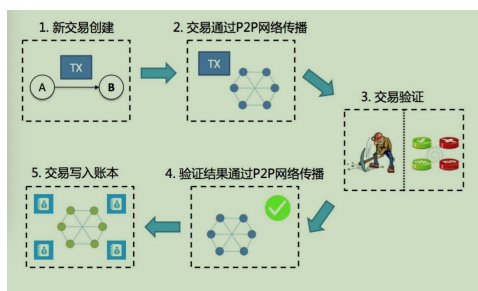 1. 新交易创建
TX
A
B
2. 交易通过P2P网络传播
TX
3. 交易验证
4. 验证结果通过P2P网络传播
5. 交易写入账本